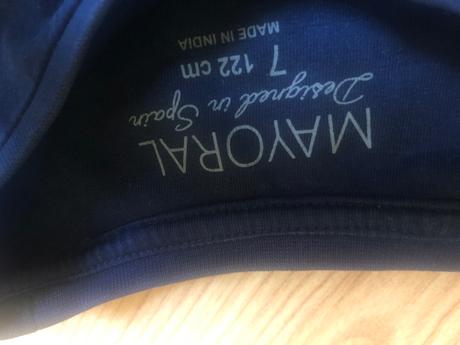 MAYORAL
Designed in Spain
7 122 cm
MADE IN INDIA